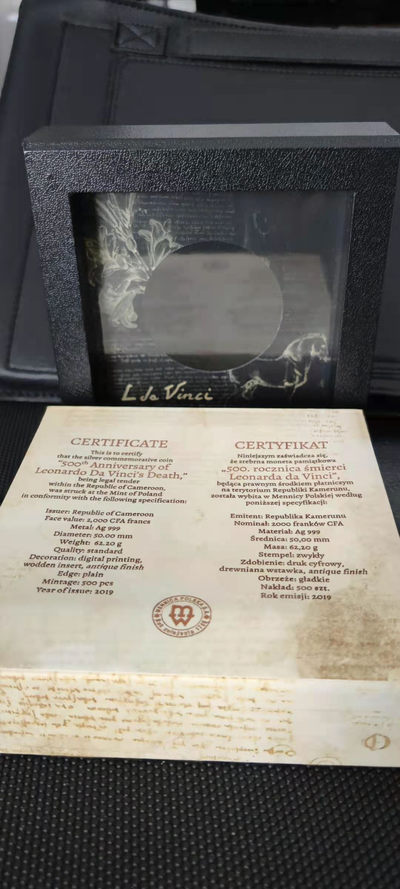 L da Vinci
CERTIFICATE
This is to certify
that the silver commemorative coin
"500th Anniversary of
Leonardo Da Vinci's Death,"
being legal tender
within the Republic of Cameroon,
was struck at the Mint of Poland
in conformity with the following specification:
Issuer: Republic of Cameroon
Face value: 2,000 CFA francs
Metal: Ag 999
Diameter: 50.00 mm
Weight: 62.20 g
Quality: standard
Decoration: digital printing,
wodden insert, antique finish
Edge: plain
Mintage: 500 pcs
Year of issue: 2019
CERTYFIKAT
Niniejszym zaświadcza się,
że srebrna moneta pamiątkowa
„500. rocznica śmierci
Leonarda da Vinci",
będąca prawnym środkiem płatniczym
na terytorium Republiki Kamerunu,
została wybita w Mennicy Polskiej według
poniższej specyfikacji:
Emitent: Republika Kamerunu
Nominał: 2000 franków CFA
Materiał: Ag 999
Średnica: 50,00 mm
Masa: 62,20 g
Stempel: zwykły
Zdobienie: druk cyfrowy,
drewniana wstawka, antique finish
Obrzeże: gładkie
Nakład: 500 szt.
Rok emisji: 2019
MENNICA POLSKA